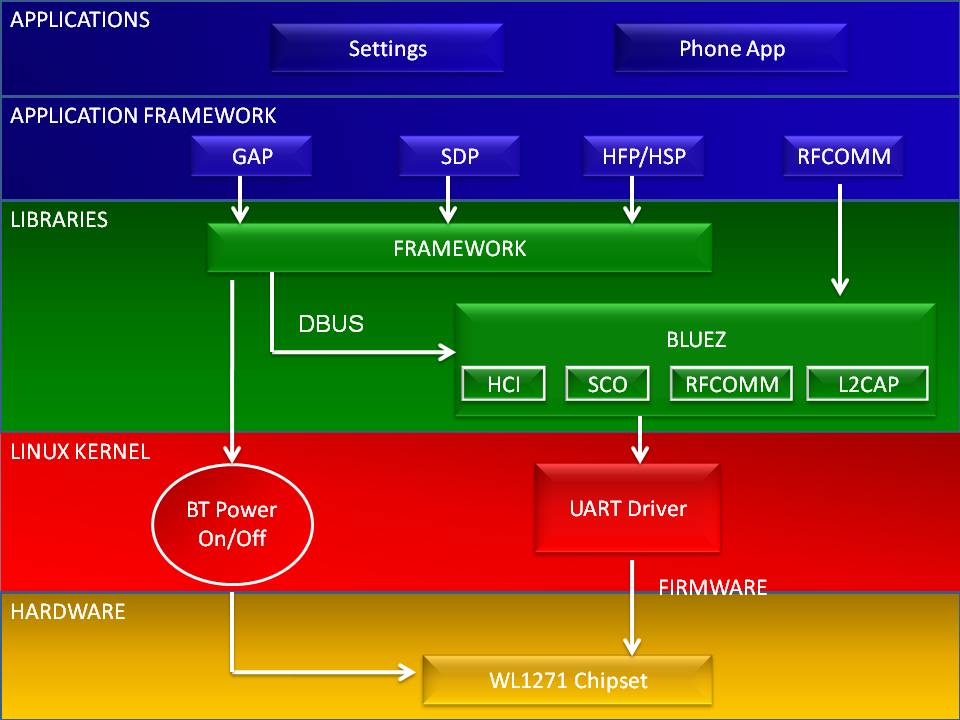 APPLICATIONS
Settings
Phone App
APPLICATION FRAMEWORK
GAP
SDP
HFP/HSP
RFCOMM
LIBRARIES
FRAMEWORK
DBUS
BLUEZ
HCI
SCO
RFCOMM
L2CAP
LINUX KERNEL
BT Power
On/Off
UART Driver
FIRMWARE
HARDWARE
WL1271 Chipset